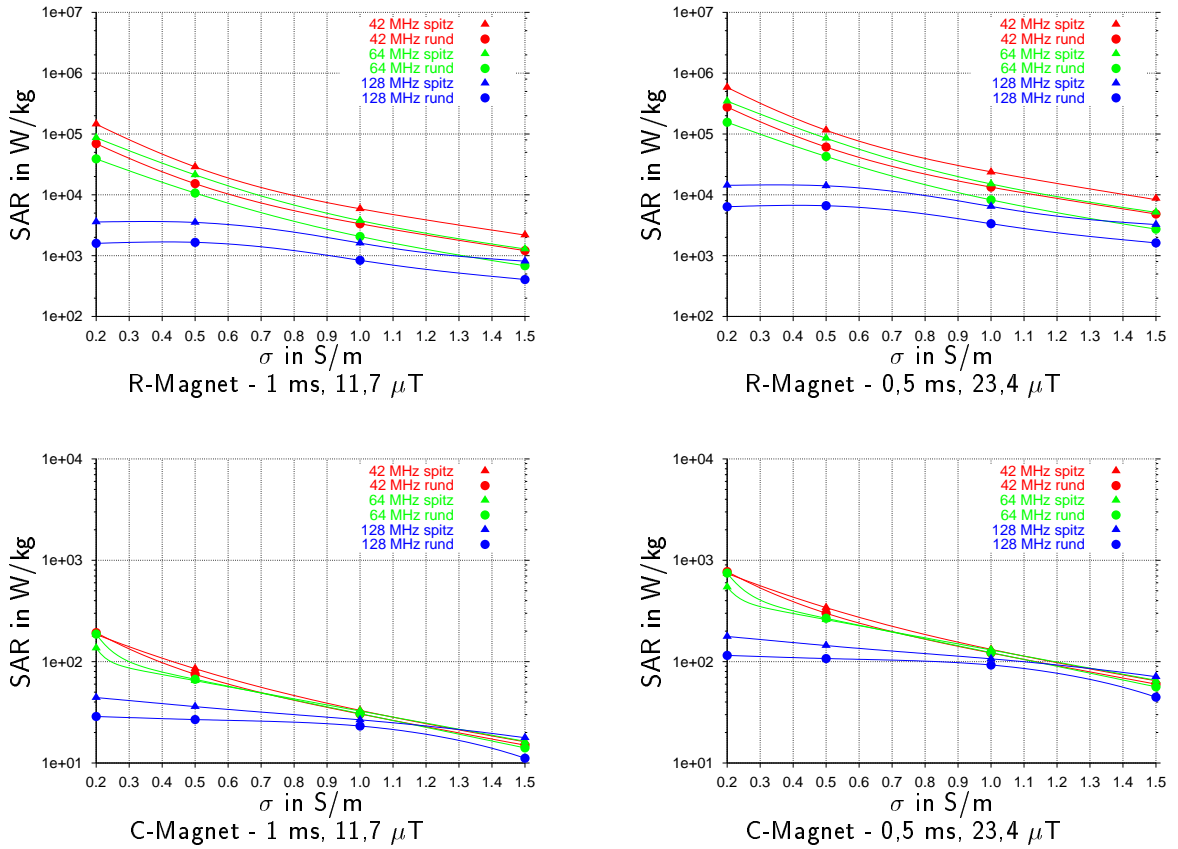 1e+07
1e+06
1e+05
1e+04
1e+03
1e+02
SAR in W/kg
42 MHz spitz
42 MHz rund
64 MHz spitz
64 MHz rund
128 MHz spitz
128 MHz rund
0.2 0.3 0.4 0.5 0.6 0.7 0.8 0.9 1.0 1.1 1.2 1.3 1.4 1.5
σ in S/m
R-Magnet - 1 ms, 11,7 μT
1e+07
1e+06
1e+05
1e+04
1e+03
1e+02
SAR in W/kg
42 MHz spitz
42 MHz rund
64 MHz spitz
64 MHz rund
128 MHz spitz
128 MHz rund
0.2 0.3 0.4 0.5 0.6 0.7 0.8 0.9 1.0 1.1 1.2 1.3 1.4 1.5
σ in S/m
R-Magnet - 0,5 ms, 23,4 μT
1e+04
1e+03
1e+02
1e+01
SAR in W/kg
42 MHz spitz
42 MHz rund
64 MHz spitz
64 MHz rund
128 MHz spitz
128 MHz rund
0.2 0.3 0.4 0.5 0.6 0.7 0.8 0.9 1.0 1.1 1.2 1.3 1.4 1.5
σ in S/m
C-Magnet - 1 ms, 11,7 μT
1e+04
1e+03
1e+02
1e+01
SAR in W/kg
42 MHz spitz
42 MHz rund
64 MHz spitz
64 MHz rund
128 MHz spitz
128 MHz rund
0.2 0.3 0.4 0.5 0.6 0.7 0.8 0.9 1.0 1.1 1.2 1.3 1.4 1.5
σ in S/m
C-Magnet - 0,5 ms, 23,4 μT